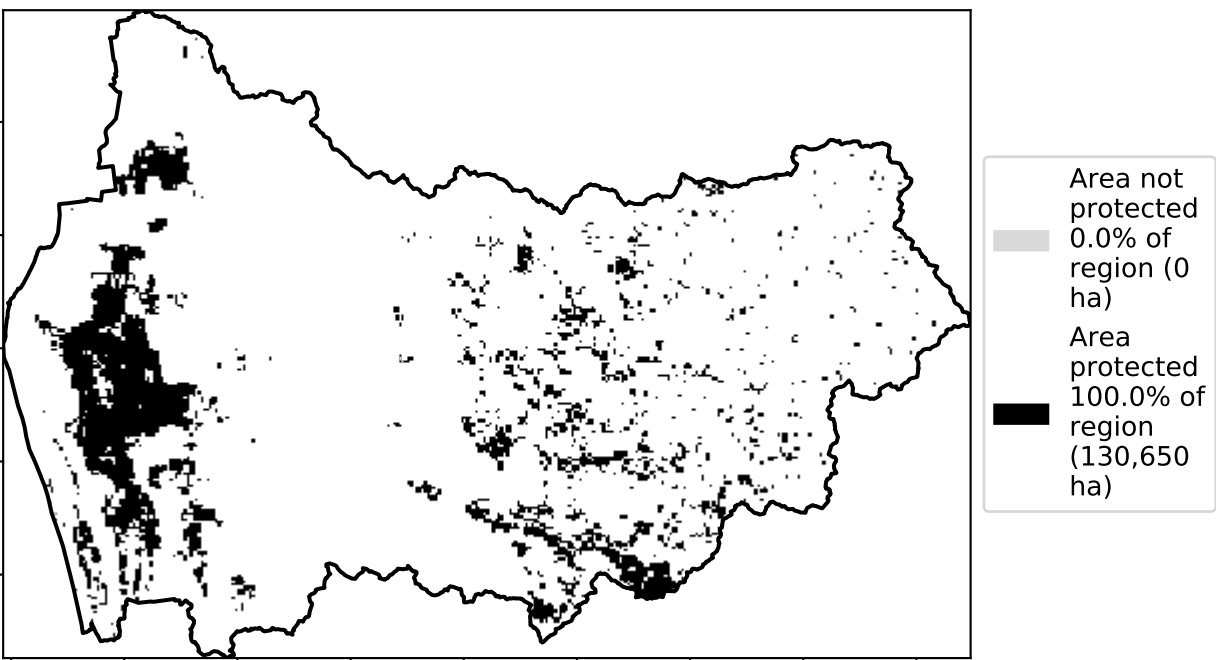 Area not
protected
0.0% of
region (0
ha)
Area
protected
100.0% of
region
(130,650
ha)